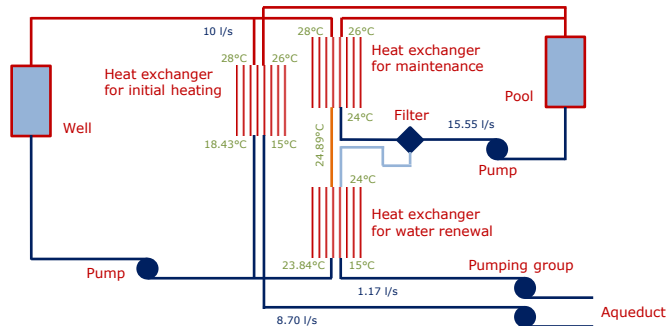 10 l/s
28°C
26°C
Heat exchanger
for maintenance
28°C
26°C
Heat exchanger
for initial heating
Pool
Well
24°C
Filter
15.55 l/s
18.43°C
15°C
24.89°C
Pump
24°C
Heat exchanger
for water renewal
23.84°C
15°C
Pumping group
Pump
1.17 l/s
Aqueduct
8.70 l/s